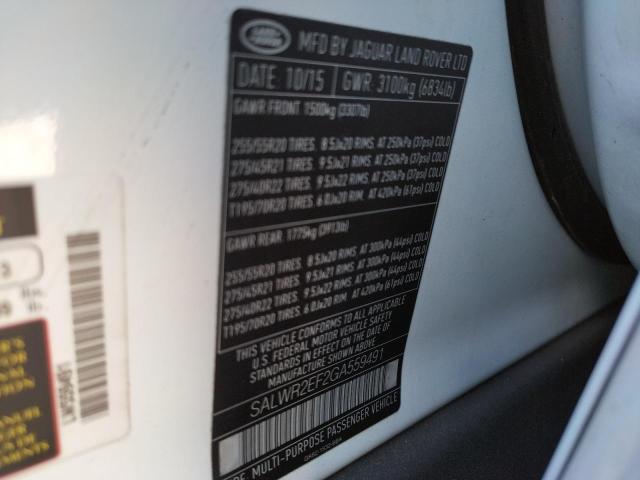 LAND ROVER
MFD BY JAGUAR LAND ROVER LTD
DATE: 10/15 GWR: 3100kg (6834lb)
GAWR FRONT 1500kg (3307lb)
255/55R20 TIRES. 8 5Jx20 RIMS. AT 250kPa (37psi) COLD
275/45R21 TIRES. 9 5Jx21 RIMS. AT 250kPa (37psi) COLD
275/40R22 TIRES. 9 5Jx22 RIMS. AT 250kPa (37psi) COLD
T195/70R20 TIRES. 6 0Jx20 RIM. AT 420kPa (61psi) COLD
GAWR REAR 1775kg (3913lb)
255/55R20 TIRES. 8 5Jx20 RIMS. AT 300kPa (44psi) COLD
275/45R21 TIRES. 9 5Jx21 RIMS. AT 300kPa (44psi) COLD
275/40R22 TIRES. 9 5Jx22 RIMS. AT 300kPa (44psi) COLD
T195/70R20 TIRES. 6 0Jx20 RIM. AT 420kPa (61psi) COLD
THIS VEHICLE CONFORMS TO ALL APPLICABLE
U.S. FEDERAL MOTOR VEHICLE SAFETY
STANDARDS IN EFFECT ON THE DATE OF
MANUFACTURE SHOWN ABOVE
SALWR2EF2GA559491
MULTI-PURPOSE PASSENGER VEHICLE